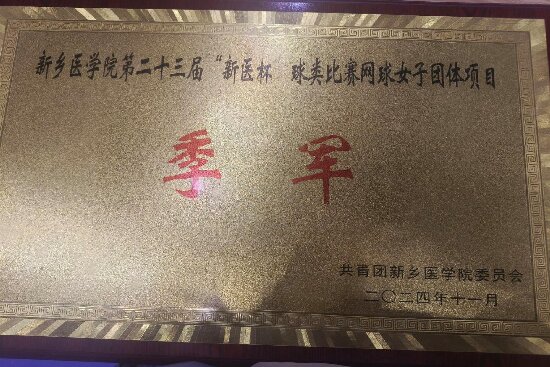 新乡医学院第二十三届“新医杯”球类比赛网球女子团体项目
季军
共青团新乡医学院委员会
二〇二四年十一月